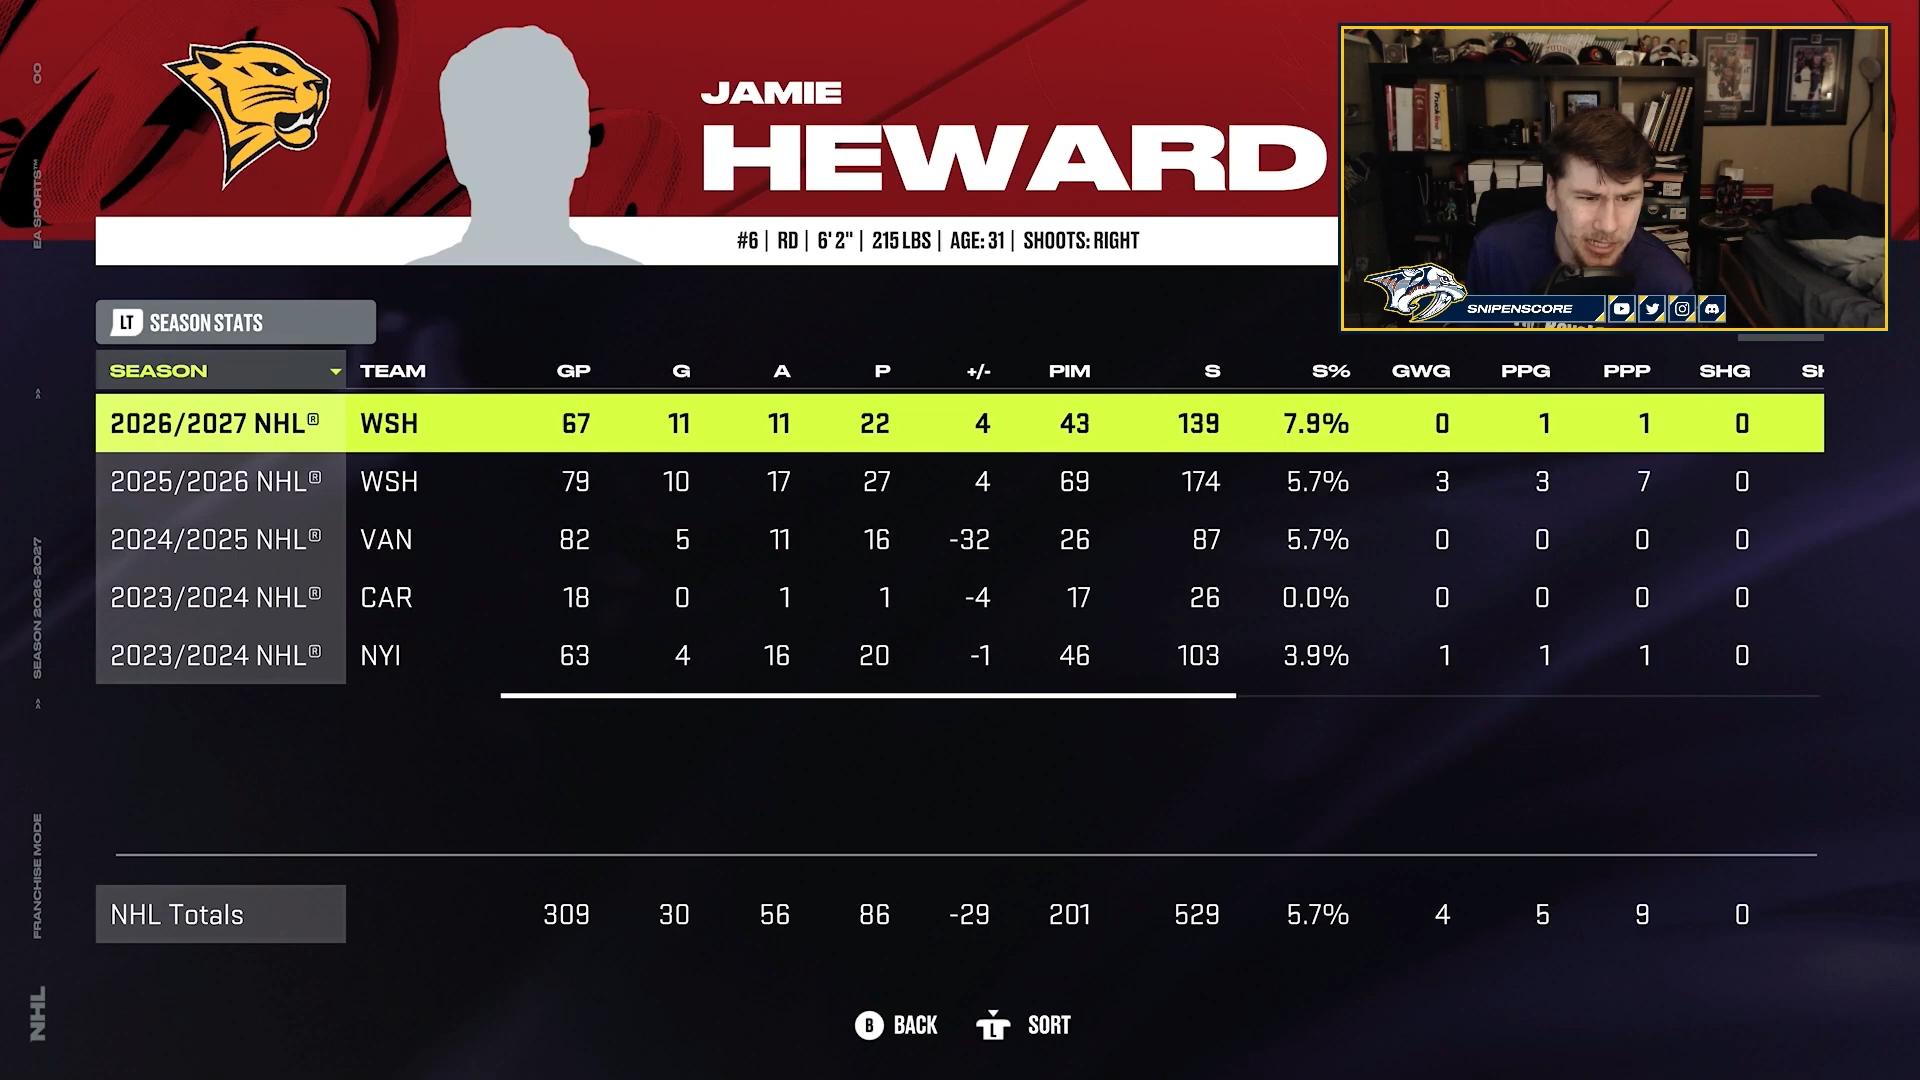 JAMIE
HEWARD
#6 | RD | 6' 2" | 215 LBS | AGE: 31 | SHOOTS: RIGHT
SNIPENSCORE
LT SEASON STATS
SEASON TEAM GP G A P +/- PIM S S% GWG PPG PPP SHG
2026/2027 NHL® WSH 67 11 11 22 4 43 139 7.9% 0 1 1 0
2025/2026 NHL® WSH 79 10 17 27 4 69 174 5.7% 3 3 7 0
2024/2025 NHL® VAN 82 5 11 16 -32 26 87 5.7% 0 0 0 0
2023/2024 NHL® CAR 18 0 1 1 -4 17 26 0.0% 0 0 0 0
2023/2024 NHL® NYI 63 4 16 20 -1 46 103 3.9% 1 1 1 0
NHL Totals 309 30 56 86 -29 201 529 5.7% 4 5 9 0
B BACK L SORT
EA SPORTS™
SEASON 2026-2027
FRANCHISE MODE
NHL